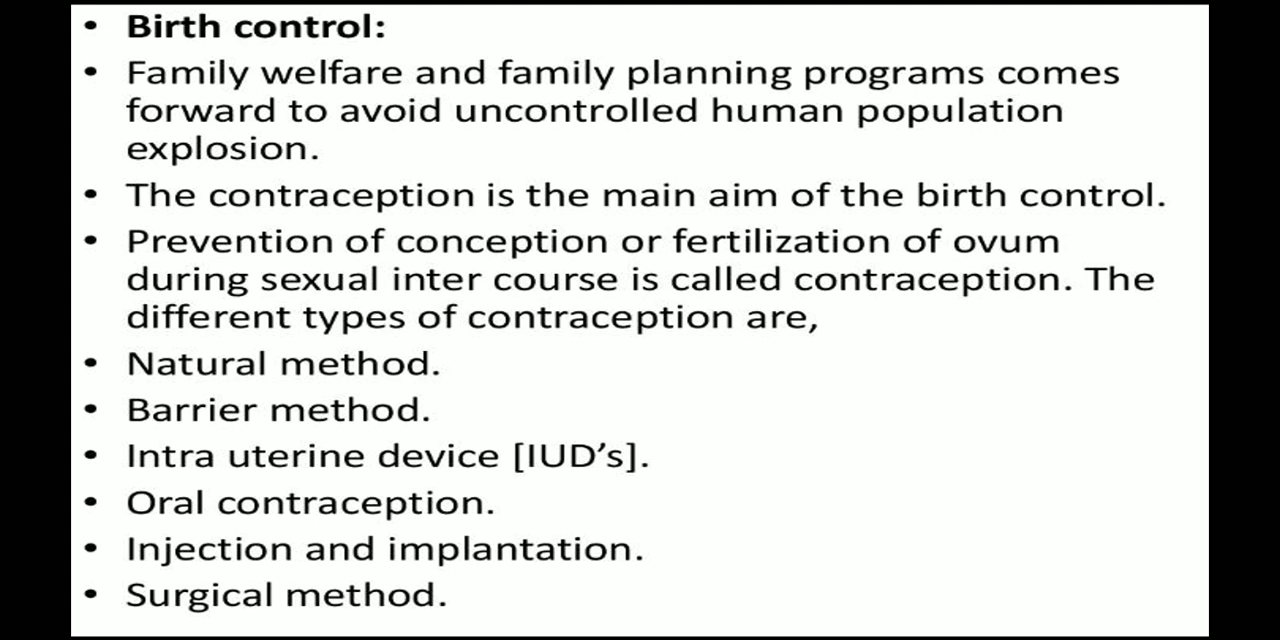 • Birth control:
• Family welfare and family planning programs comes
forward to avoid uncontrolled human population
explosion.
• The contraception is the main aim of the birth control.
• Prevention of conception or fertilization of ovum
during sexual inter course is called contraception. The
different types of contraception are,
• Natural method.
• Barrier method.
• Intra uterine device [IUD’s].
• Oral contraception.
• Injection and implantation.
• Surgical method.